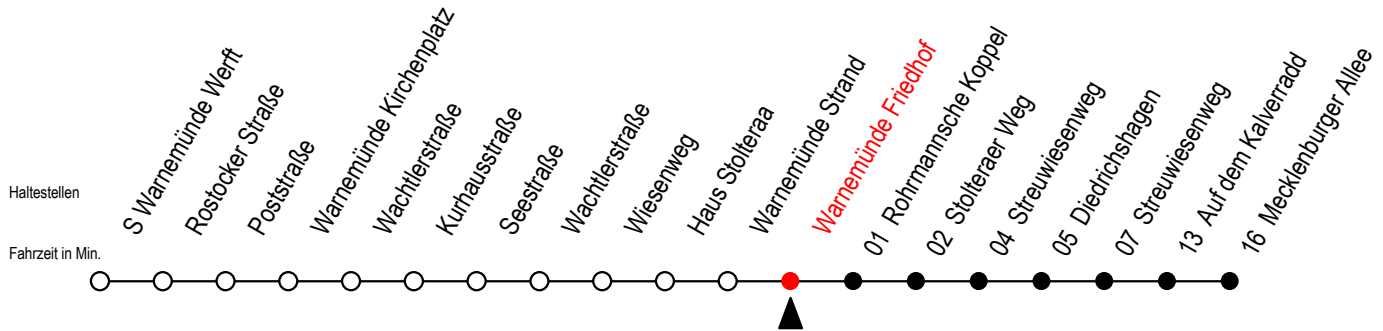 Haltestellen
Fahrzeit in Min.
S Warnemünde Werft
Rostocker Straße
Poststraße
Warnemünde Kirchenplatz
Wachtlerstraße
Kurhausstraße
Seestraße
Wachtlerstraße
Wiesenweg
Haus Stolteraa
Warnemünde Strand
Warnemünde Friedhof
01 Rohrmannsche Koppel
02 Stolteraer Weg
04 Streuwiesenweg
05 Diedrichshagen
07 Streuwiesenweg
13 Auf dem Kalverradd
16 Mecklenburger Allee